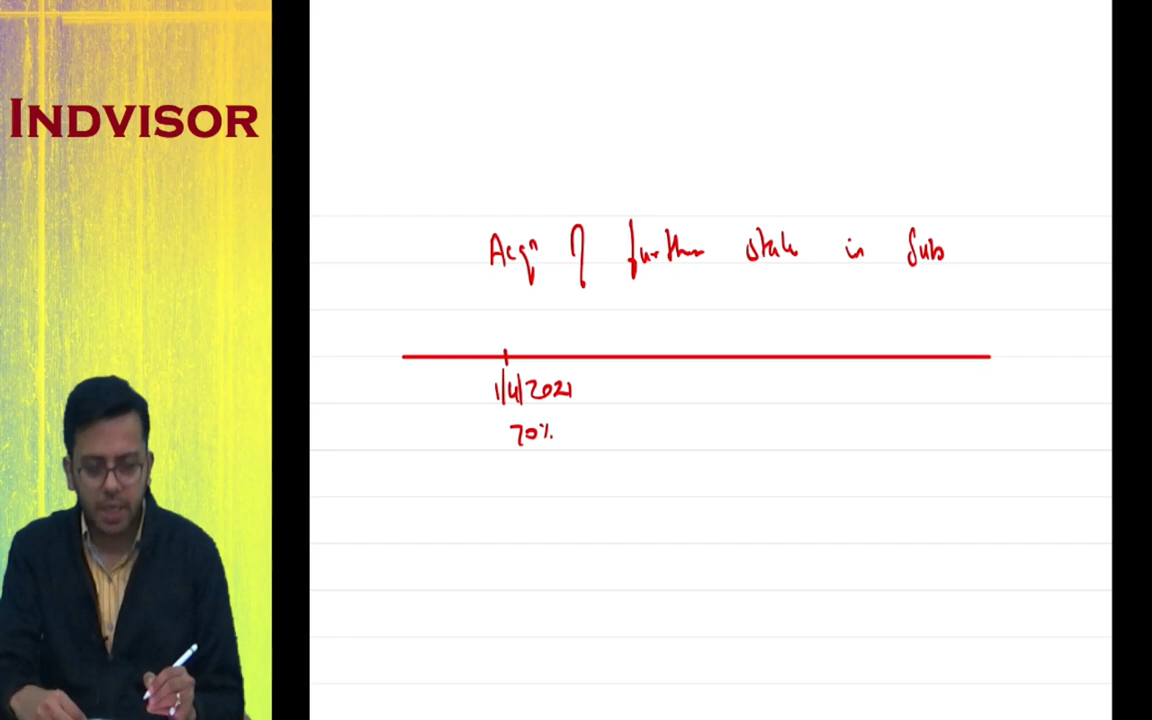 INDVISOR
Acqn of further stake in Sub
1/4/2021
70%